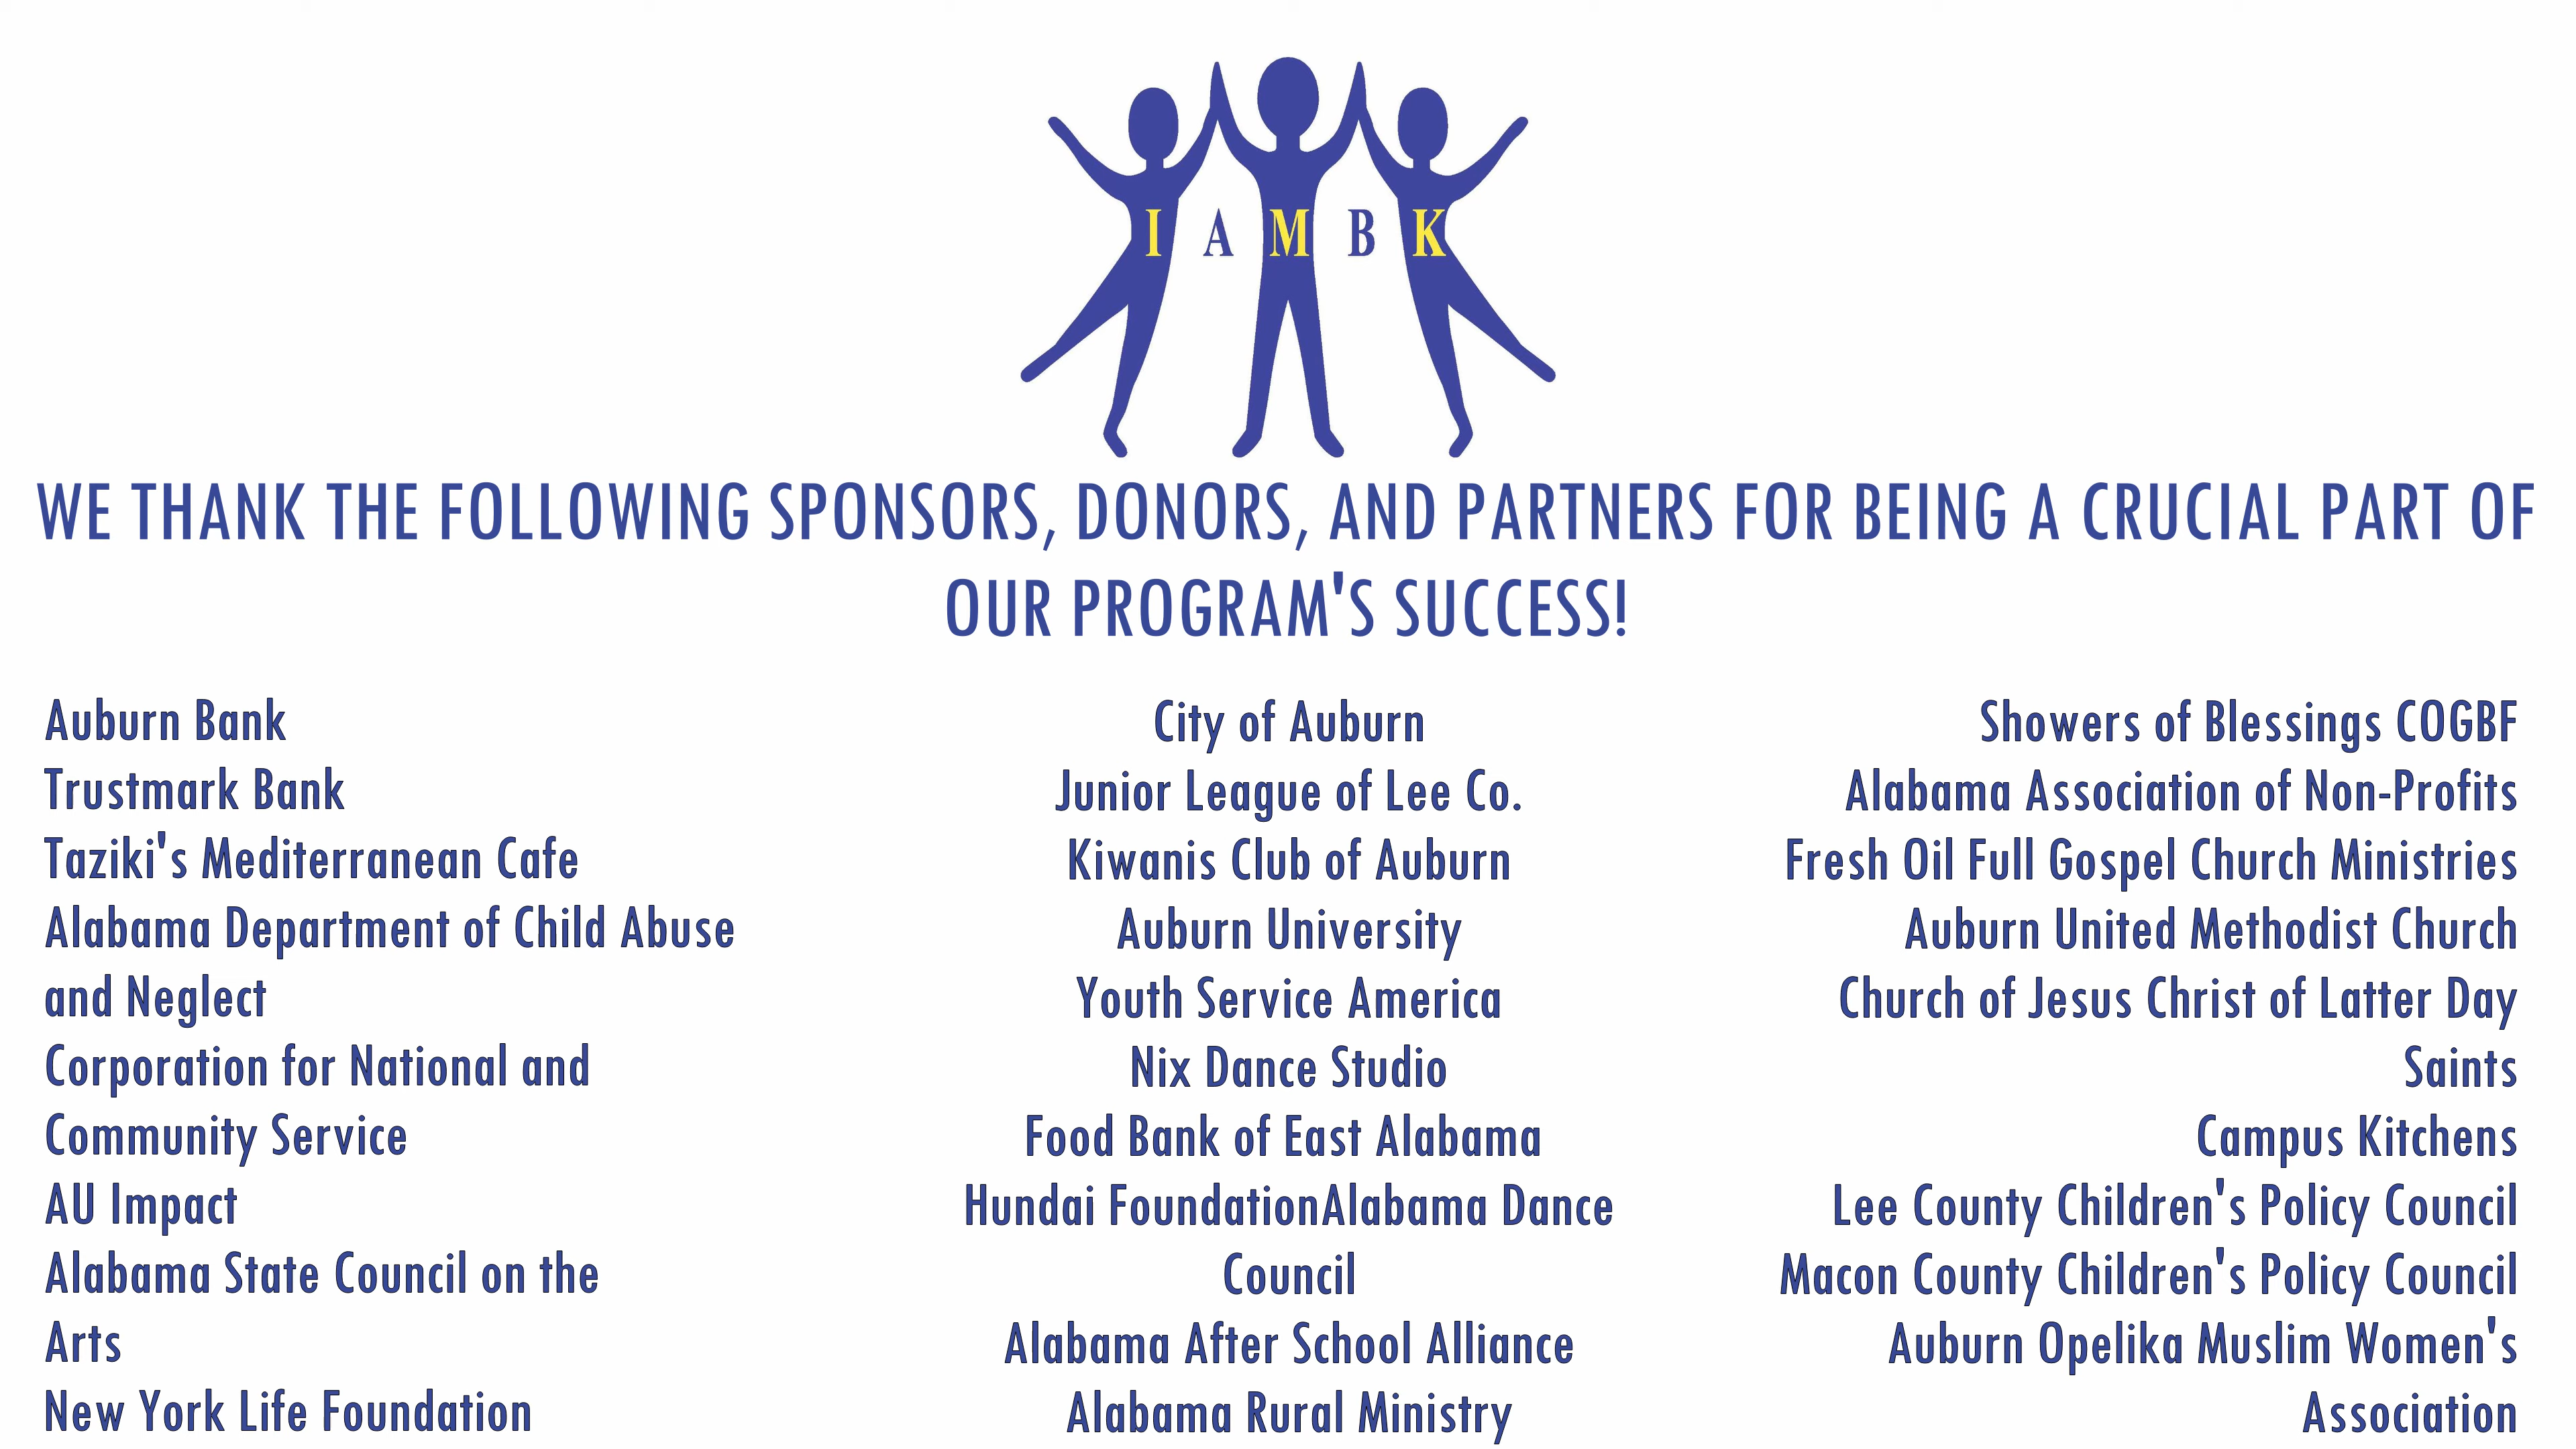 I A M B K
WE THANK THE FOLLOWING SPONSORS, DONORS, AND PARTNERS FOR BEING A CRUCIAL PART OF
OUR PROGRAM'S SUCCESS!
Auburn Bank
Trustmark Bank
Taziki's Mediterranean Cafe
Alabama Department of Child Abuse
and Neglect
Corporation for National and
Community Service
AU Impact
Alabama State Council on the
Arts
New York Life Foundation
City of Auburn
Junior League of Lee Co.
Kiwanis Club of Auburn
Auburn University
Youth Service America
Nix Dance Studio
Food Bank of East Alabama
Hundai FoundationAlabama Dance
Council
Alabama After School Alliance
Alabama Rural Ministry
Showers of Blessings COGBF
Alabama Association of Non-Profits
Fresh Oil Full Gospel Church Ministries
Auburn United Methodist Church
Church of Jesus Christ of Latter Day
Saints
Campus Kitchens
Lee County Children's Policy Council
Macon County Children's Policy Council
Auburn Opelika Muslim Women's
Association